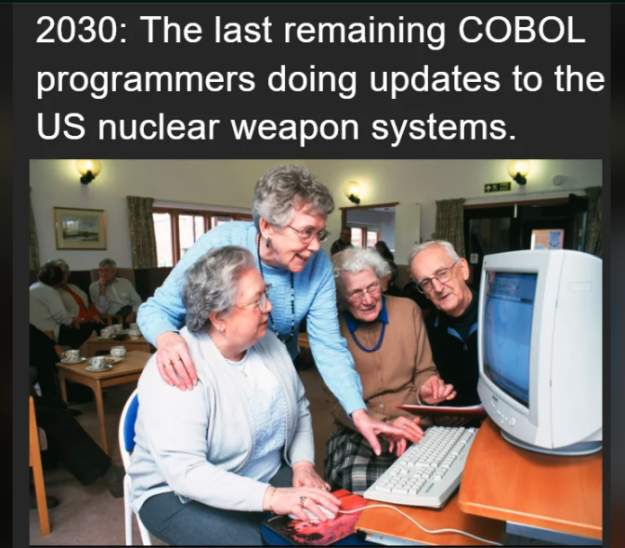 2030: The last remaining COBOL
programmers doing updates to the
US nuclear weapon systems.